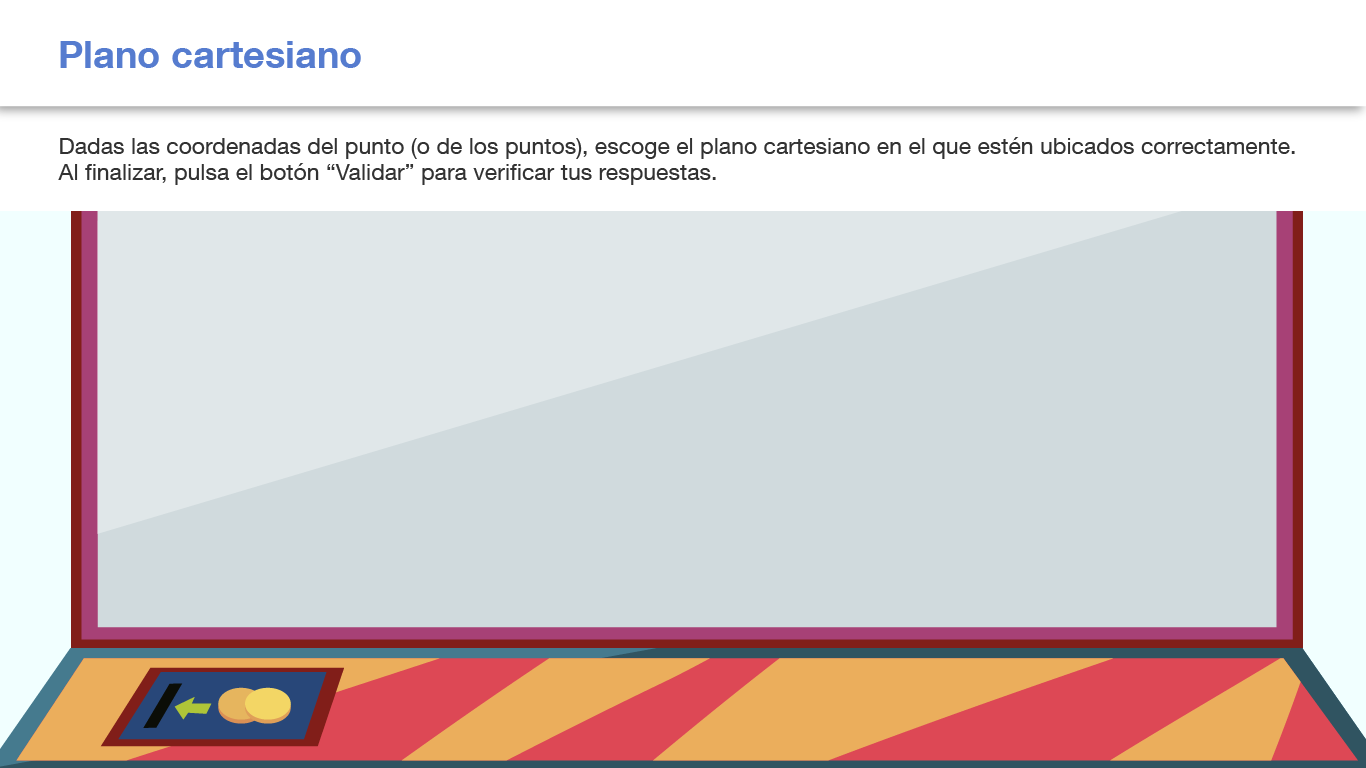 Plano cartesiano
Dadas las coordenadas del punto (o de los puntos), escoge el plano cartesiano en el que estén ubicados correctamente.
Al finalizar, pulsa el botón “Validar” para verificar tus respuestas.